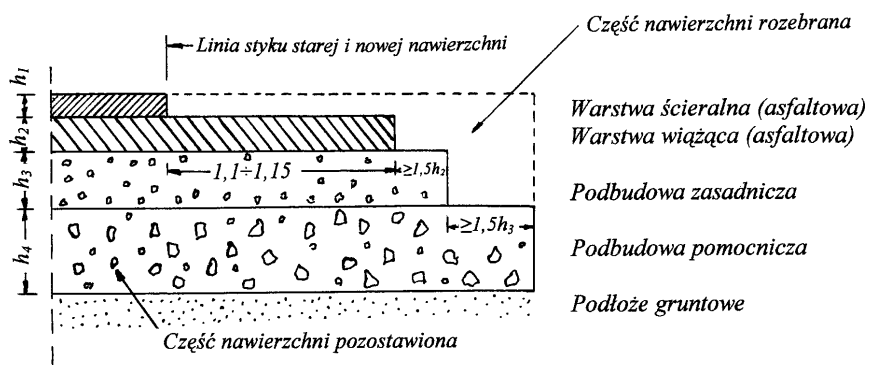 Linia styku starej i nowej nawierzchni
Część nawierzchni rozebrana
h₁
h₂
h₃
h₄
Warstwa ścieralna (asfaltowa)
Warstwa wiążąca (asfaltowa)
1,1÷1,15
≥1,5h₂
Podbudowa zasadnicza
≥1,5h₃
Podbudowa pomocnicza
Podłoże gruntowe
Część nawierzchni pozostawiona